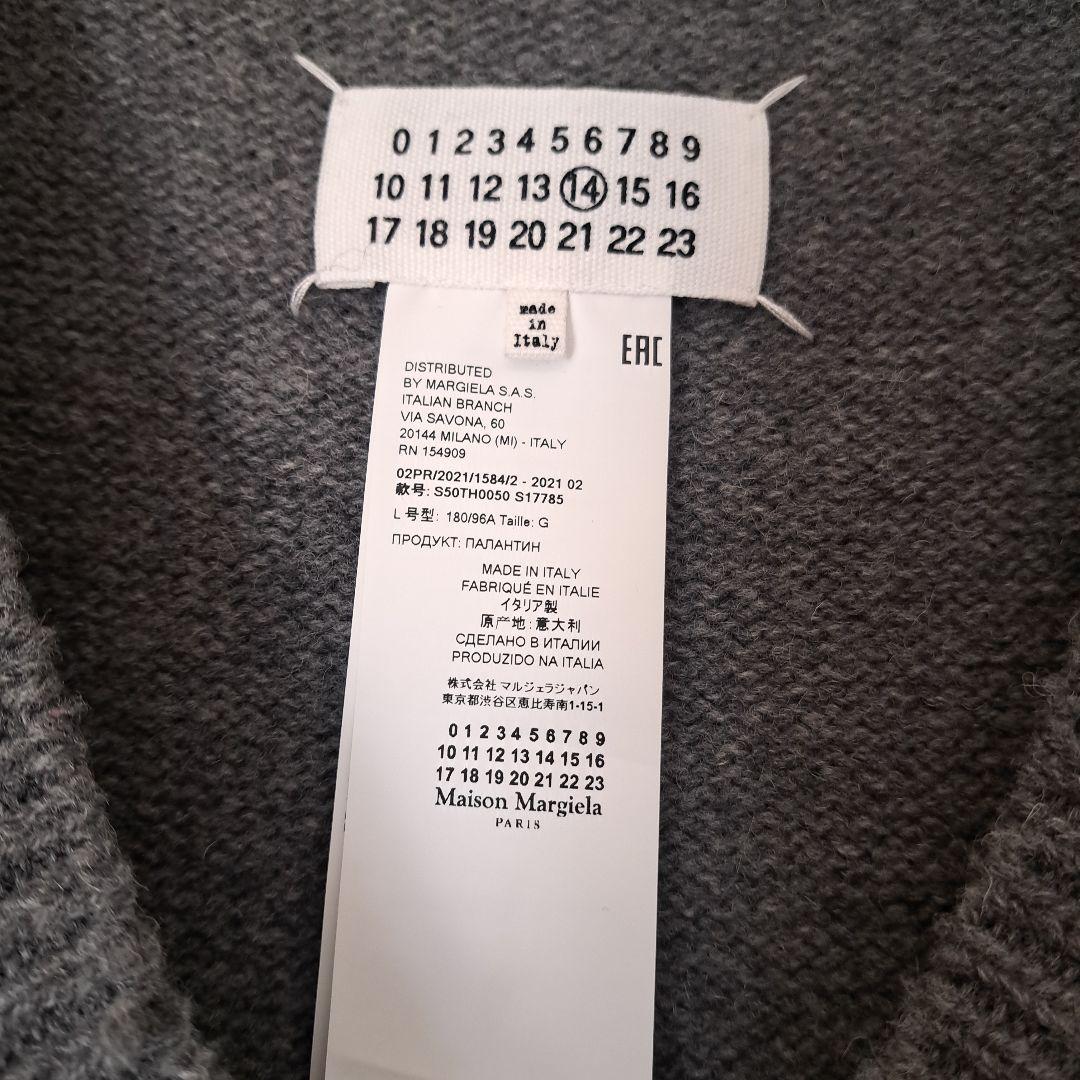 0 1 2 3 4 5 6 7 8 9
10 11 12 13 14 15 16
17 18 19 20 21 22 23
made
in
Italy
EAC
DISTRIBUTED
BY MARGIELA S.A.S.
ITALIAN BRANCH
VIA SAVONA, 60
20144 MILANO (MI) - ITALY
RN 154909
02PR/2021/1584/2 - 2021 02
款号: S50TH0050 S17785
L 号型: 180/96A Taille: G
ПРОДУКТ: ПАЛАНТИН
MADE IN ITALY
FABRIQUÉ EN ITALIE
イタリア製
原产地: 意大利
СДЕЛАНО В ИТАЛИИ
PRODUZIDO NA ITALIA
株式会社 マルジェラジャパン
東京都渋谷区恵比寿南1-15-1
0 1 2 3 4 5 6 7 8 9
10 11 12 13 14 15 16
17 18 19 20 21 22 23
Maison Margiela
PARIS